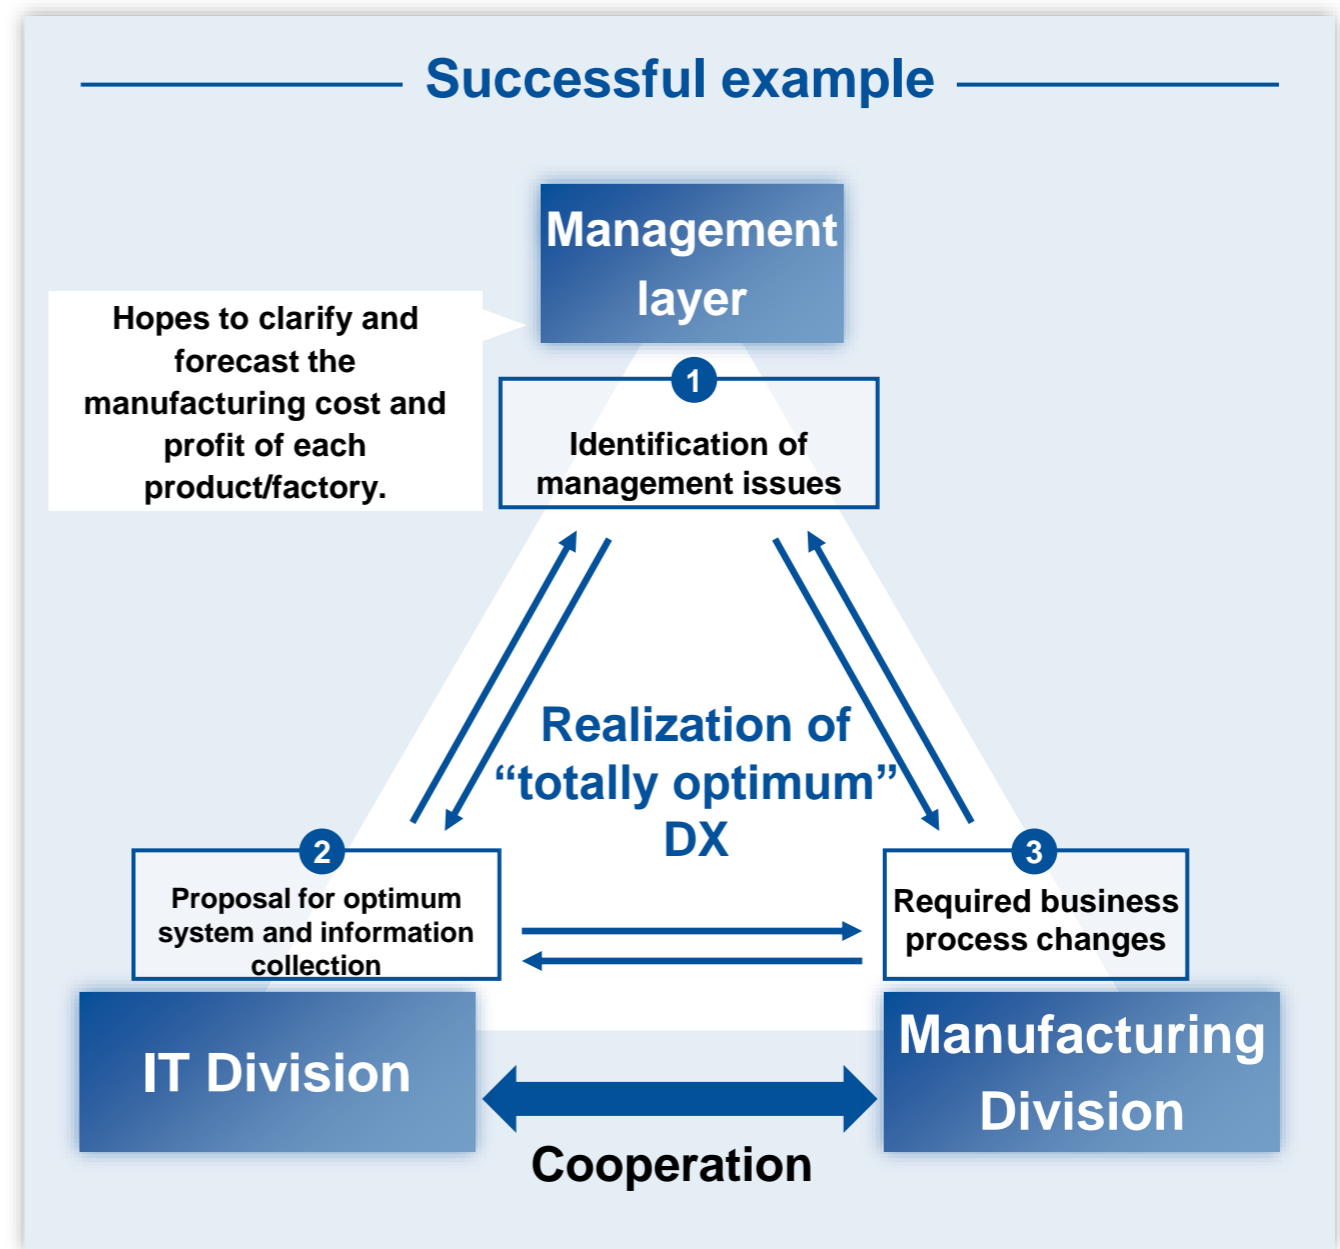 Successful example
Management
layer
Hopes to clarify and
forecast the
manufacturing cost and
profit of each
product/factory.
1
Identification of
management issues
Realization of
“totally optimum”
DX
2
Proposal for optimum
system and information
collection
3
Required business
process changes
IT Division
Manufacturing
Division
Cooperation